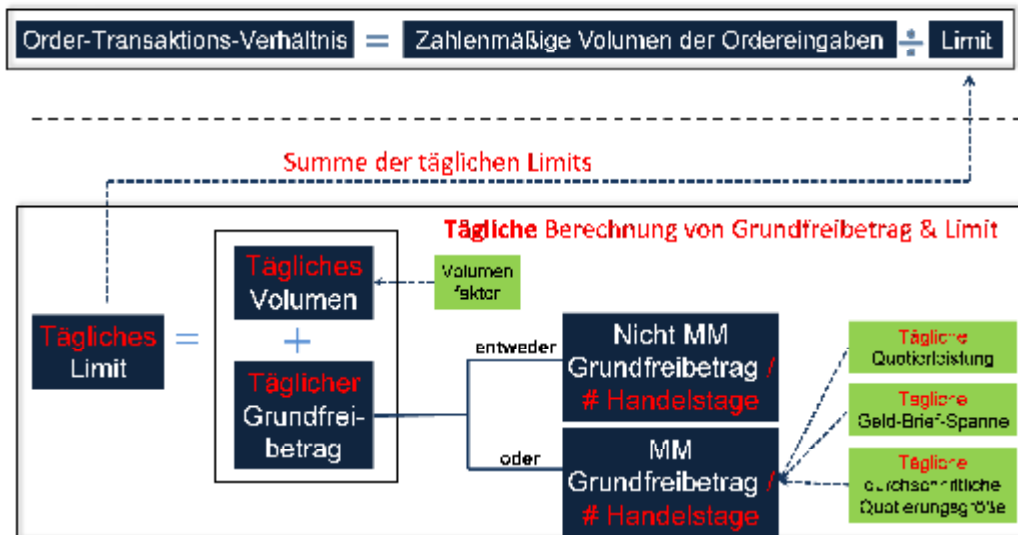 Order-Transaktions-Verhältnis = Zahlenmäßige Volumen der Ordereingaben ÷ Limit
Summe der täglichen Limits
Tägliche Berechnung von Grundfreibetrag & Limit
Tägliches
Volumen
Volumen
faktor
Tägliches
Limit
=
+
Täglicher
Grundfrei-
betrag
entweder
Nicht MM
Grundfreibetrag /
# Handelstage
oder
MM
Grundfreibetrag /
# Handelstage
Tägliche
Quotierleistung
Tägliche
Geld-Brief-Spanne
Tägliche
durchschnittliche
Quotierungsgröße